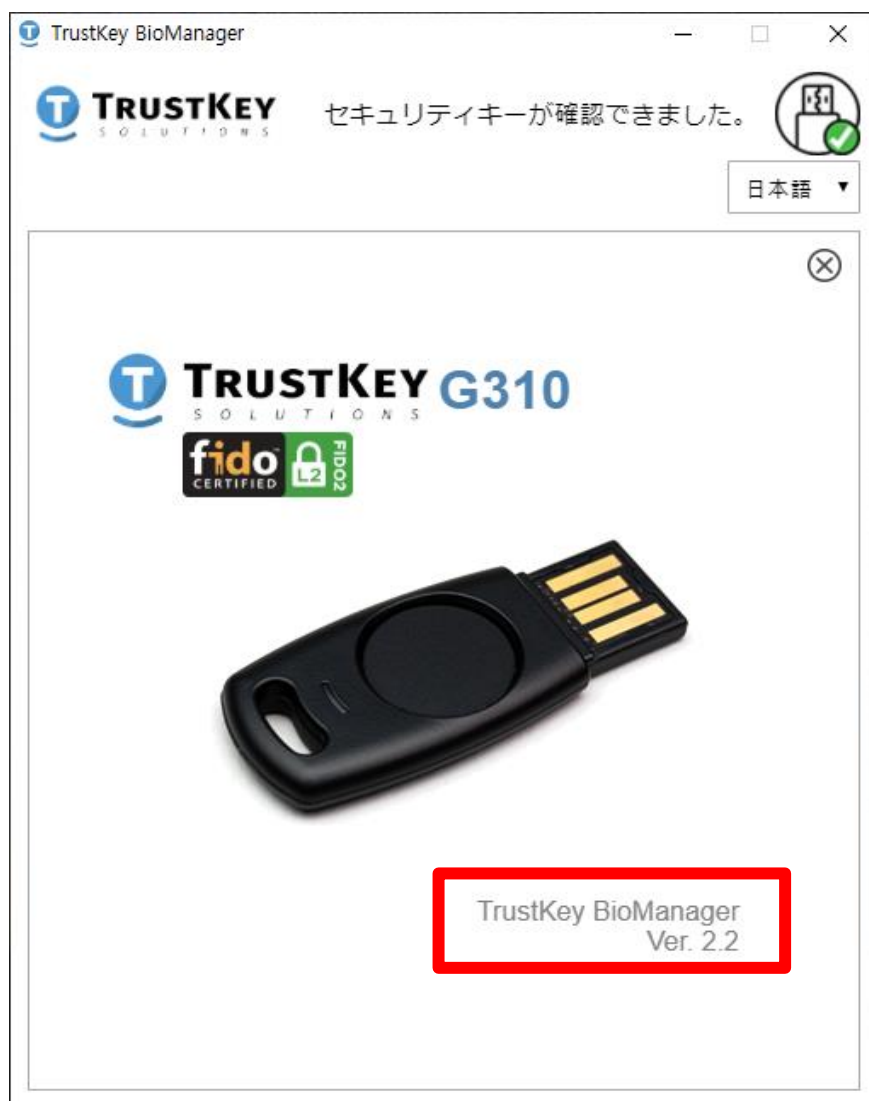 TrustKey BioManager
TRUSTKEY
SOLUTIONS
セキュリティキーが確認できました。
日本語
TRUSTKEY G310
SOLUTIONS
fido
CERTIFIED
L2
FIDO2
TrustKey BioManager
Ver. 2.2